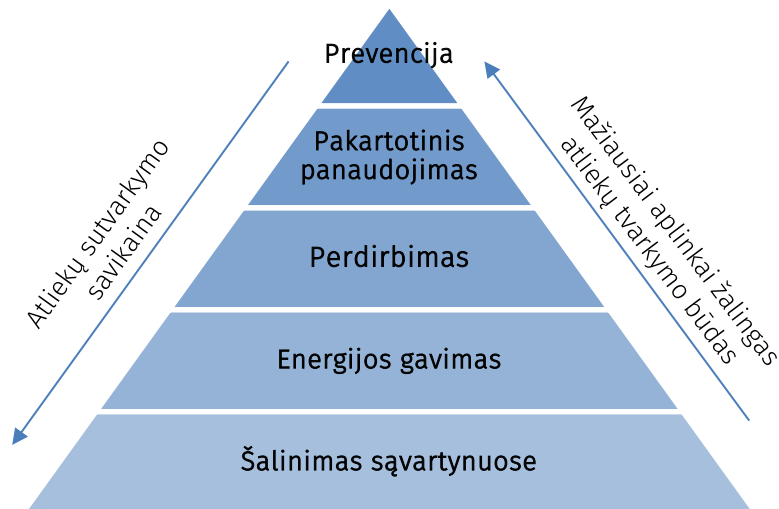 Prevencija
Pakartotinis
panaudojimas
Perdirbimas
Energijos gavimas
Šalinimas sąvartynuose
Atliekų sutvarkymo
savikaina
Mažiausiai aplinkai žalingas
atliekų tvarkymo būdas